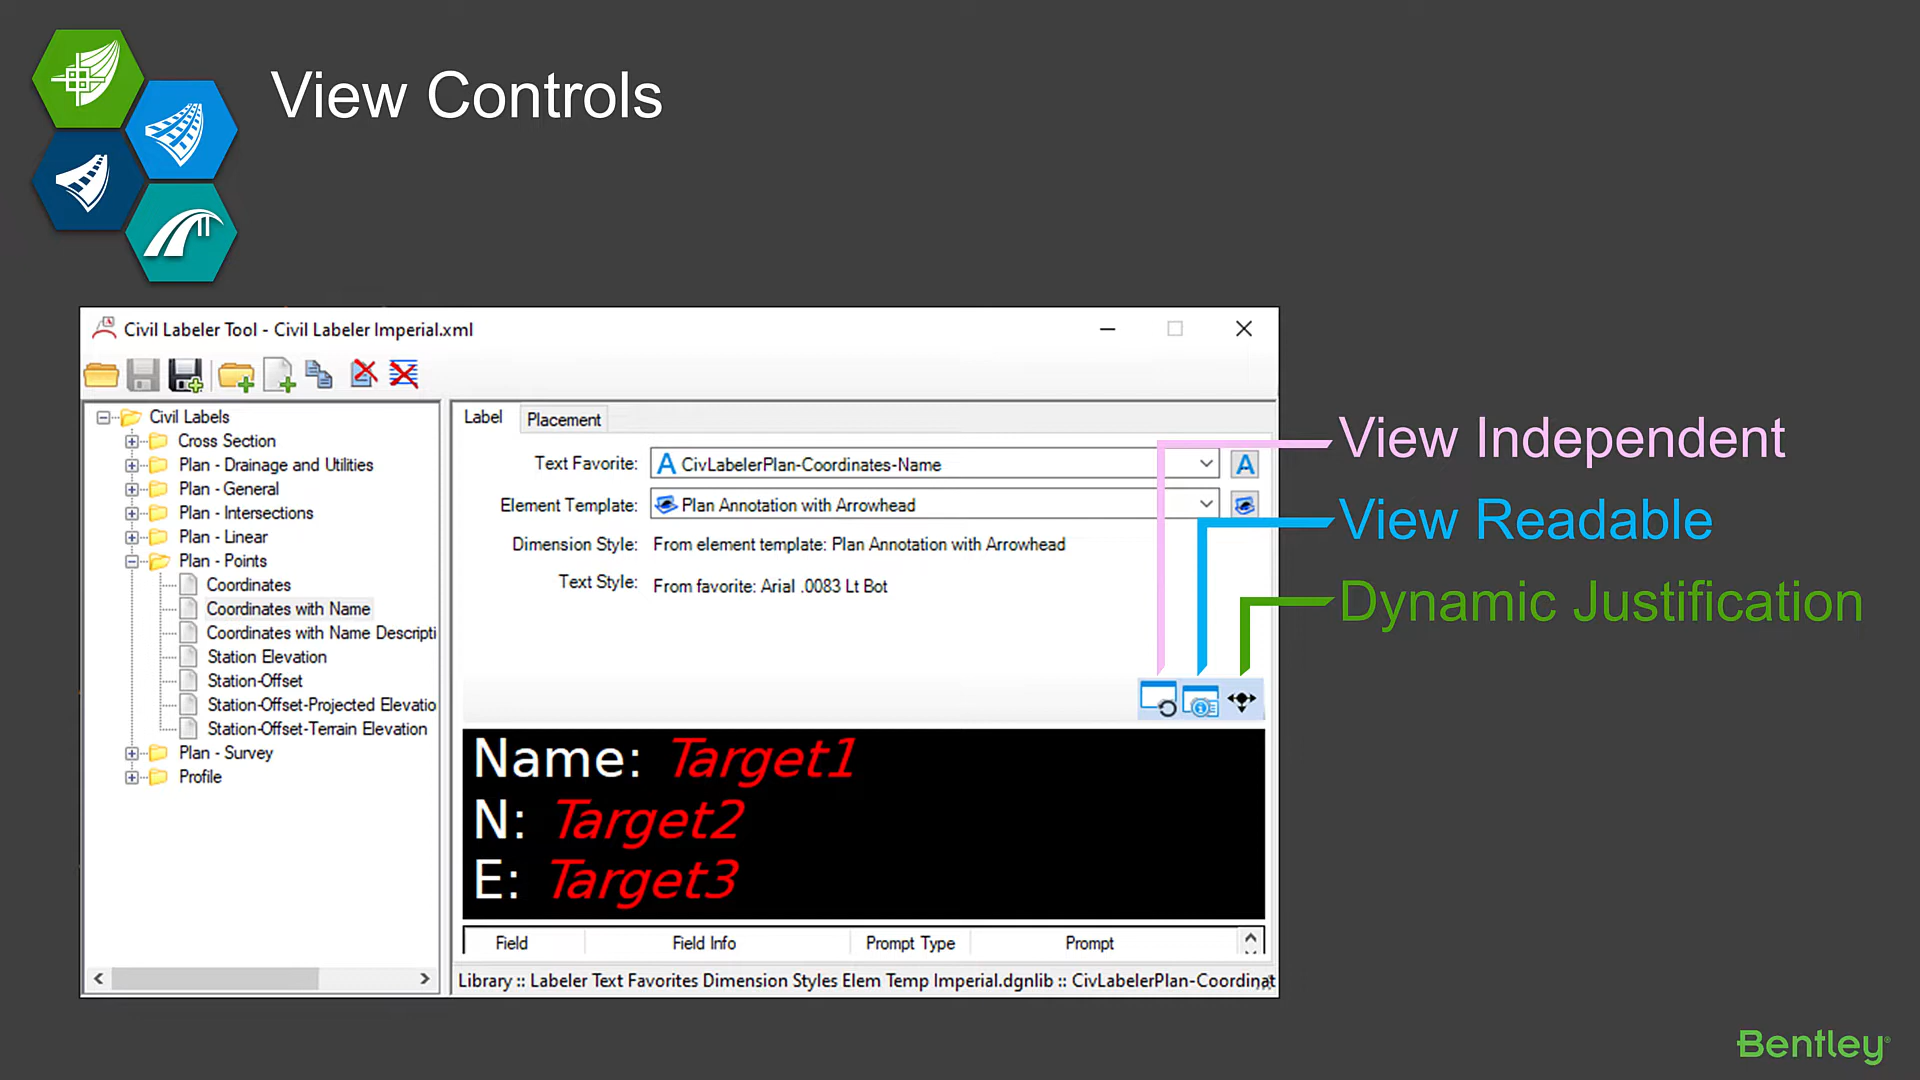 View Controls
Civil Labeler Tool - Civil Labeler Imperial.xml
Civil Labels
Cross Section
Plan - Drainage and Utilities
Plan - General
Plan - Intersections
Plan - Linear
Plan - Points
Coordinates
Coordinates with Name
Coordinates with Name Descripti
Station Elevation
Station-Offset
Station-Offset-Projected Elevatio
Station-Offset-Terrain Elevation
Plan - Survey
Profile
Label
Placement
Text Favorite: A CivLabelerPlan-Coordinates-Name A
Element Template: Plan Annotation with Arrowhead
Dimension Style: From element template: Plan Annotation with Arrowhead
Text Style: From favorite: Arial .0083 Lt Bot
Name: Target1
N: Target2
E: Target3
Field Field Info Prompt Type Prompt
Library :: Labeler Text Favorites Dimension Styles Elem Temp Imperial.dgnlib :: CivLabelerPlan-Coordinat
View Independent
View Readable
Dynamic Justification
Bentley